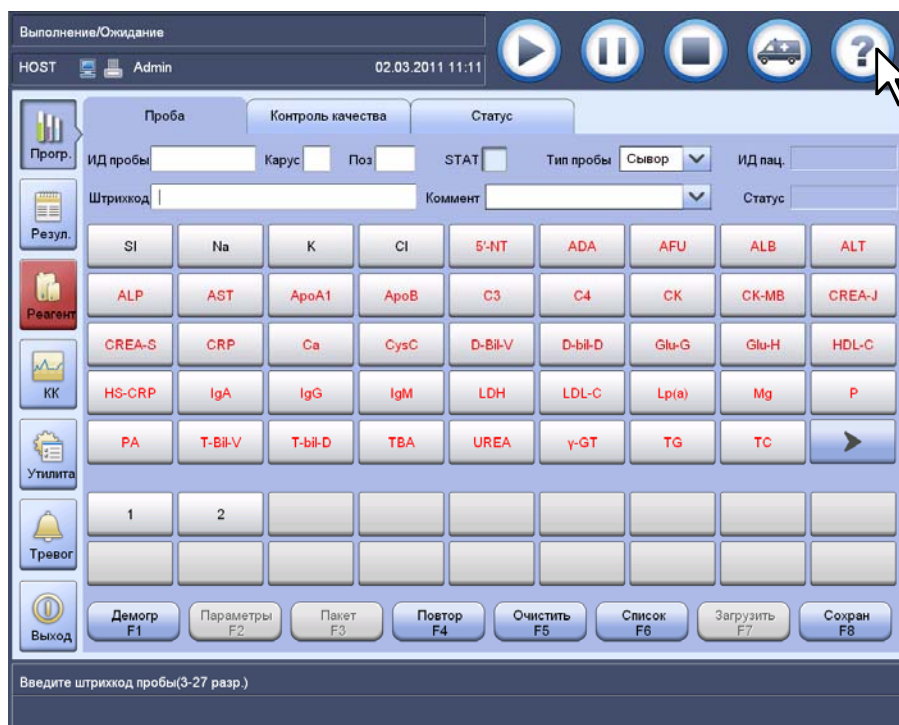 Выполнение/Ожидание
HOST Admin 02.03.2011 11:11
Проба Контроль качества Статус
Прогр.
ИД пробы Карус Поз STAT Тип пробы Сывор ИД пац.
Штрихкод Коммент Статус
Резул.
SI Na K Cl 5'-NT ADA AFU ALB ALT
ALP AST ApoA1 ApoB C3 C4 CK CK-MB CREA-J
Реагент
CREA-S CRP Ca CysC D-Bil-V D-bil-D Glu-G Glu-H HDL-C
КК
HS-CRP IgA IgG IgM LDH LDL-C Lp(a) Mg P
PA T-Bil-V T-bil-D TBA UREA γ-GT TG TC
Утилита
1 2
Тревог
Демогр F1
Параметры F2
Пакет F3
Повтор F4
Очистить F5
Список F6
Загрузить F7
Сохран F8
Выход
Введите штрихкод пробы(3-27 разр.)